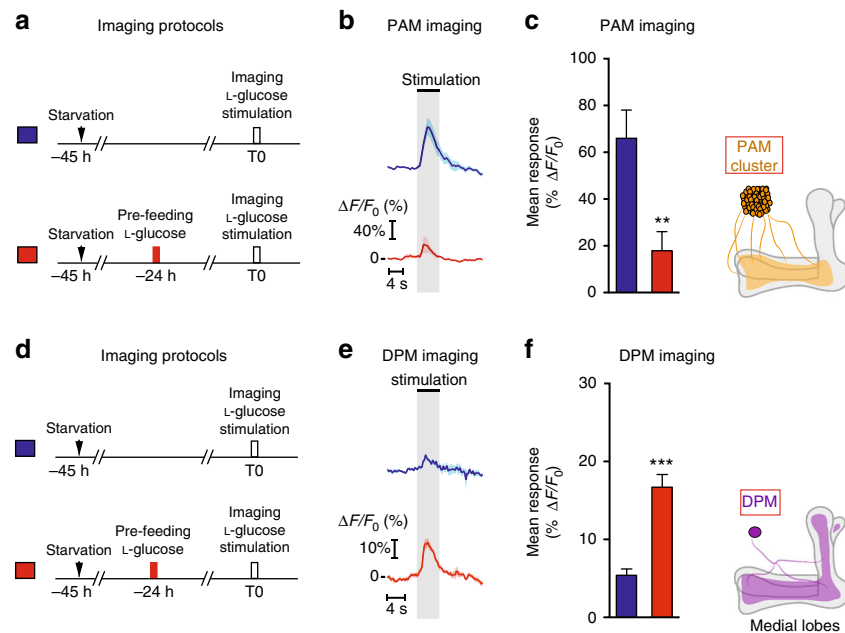 a
Imaging protocols
Imaging
L-glucose
stimulation
Starvation
–45 h
T0
Imaging
L-glucose
stimulation
Pre-feeding
L-glucose
Starvation
–45 h
–24 h
T0
b
PAM imaging
Stimulation
ΔF/F0 (%)
40%
0
4 s
c
PAM imaging
Mean response
(% ΔF/F0)
100
80
60
40
20
0
**
PAM
cluster
d
Imaging protocols
Imaging
L-glucose
stimulation
Starvation
–45 h
T0
Imaging
L-glucose
stimulation
Pre-feeding
L-glucose
Starvation
–45 h
–24 h
T0
e
DPM imaging
stimulation
ΔF/F0 (%)
10%
0
4 s
f
DPM imaging
Mean response
(% ΔF/F0)
30
20
10
0
***
DPM
Medial lobes